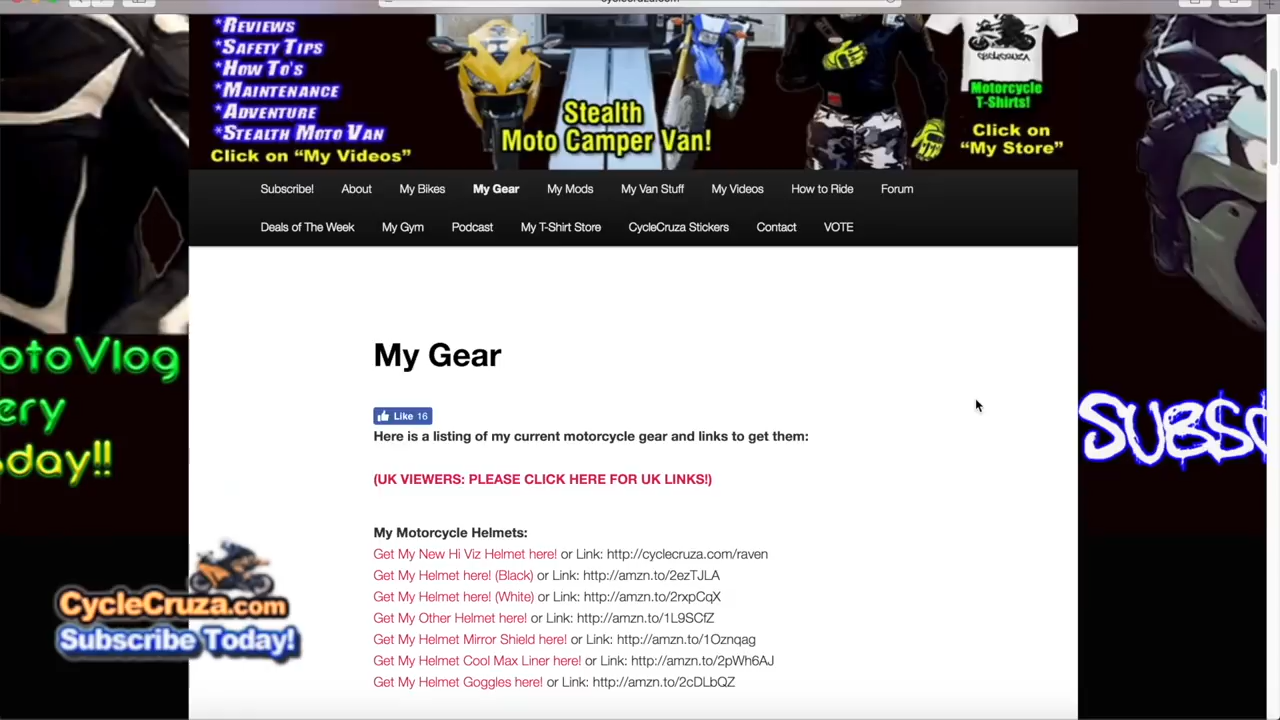 *Reviews
*Safety Tips
*How To's
*Maintenance
*Adventure
*Stealth Moto Van
Click on "My Videos"
Stealth
Moto Camper Van!
Motorcycle
T-Shirts!
Click on
"My Store"
Subscribe! About My Bikes My Gear My Mods My Van Stuff My Videos How to Ride Forum
Deals of The Week My Gym Podcast My T-Shirt Store CycleCruza Stickers Contact VOTE
My Gear
Like 16
Here is a listing of my current motorcycle gear and links to get them:
(UK VIEWERS: PLEASE CLICK HERE FOR UK LINKS!)
My Motorcycle Helmets:
Get My New Hi Viz Helmet here! or Link: http://cyclecruza.com/raven
Get My Helmet here! (Black) or Link: http://amzn.to/2ezTJLA
Get My Helmet here! (White) or Link: http://amzn.to/2rxpCqX
Get My Other Helmet here! or Link: http://amzn.to/1L9SCfZ
Get My Helmet Mirror Shield here! or Link: http://amzn.to/1Oznqag
Get My Helmet Cool Max Liner here! or Link: http://amzn.to/2pWh6AJ
Get My Helmet Goggles here! or Link: http://amzn.to/2cDLbQZ
otoVlog
ery
day!!
CycleCruza.com
Subscribe Today!